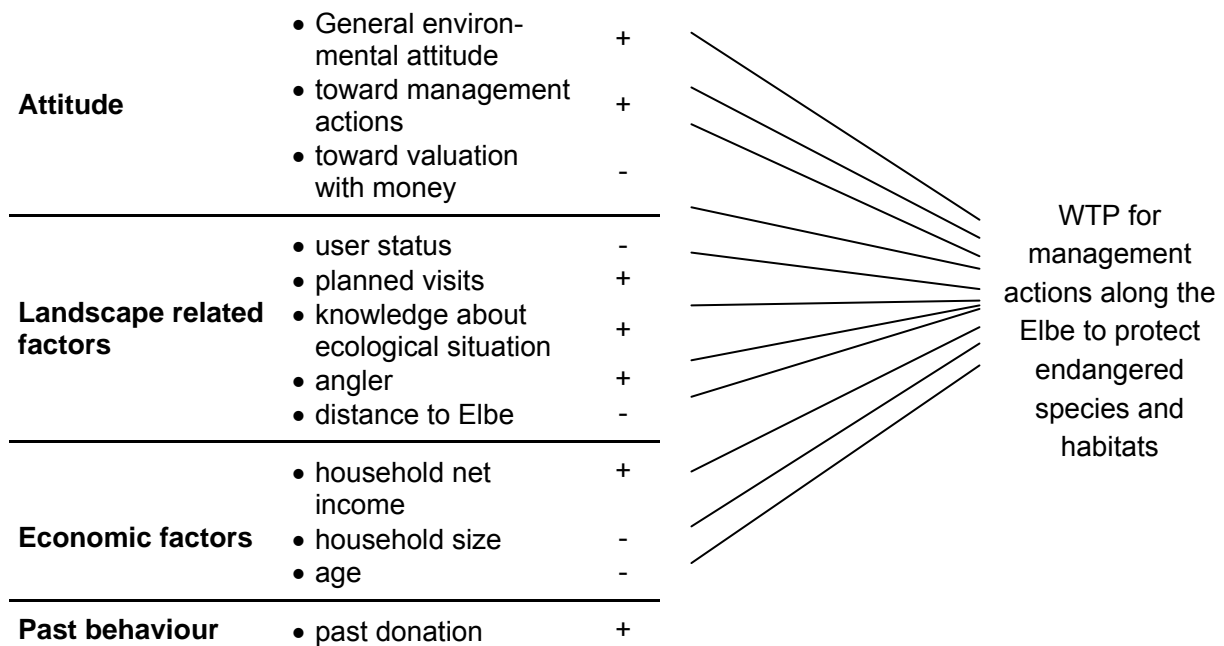 Attitude
• General environ-
mental attitude +
• toward management
actions +
• toward valuation
with money -
Landscape related
factors
• user status -
• planned visits +
• knowledge about
ecological situation +
• angler +
• distance to Elbe -
Economic factors
• household net
income +
• household size -
• age -
Past behaviour
• past donation +
WTP for
management
actions along the
Elbe to protect
endangered
species and
habitats